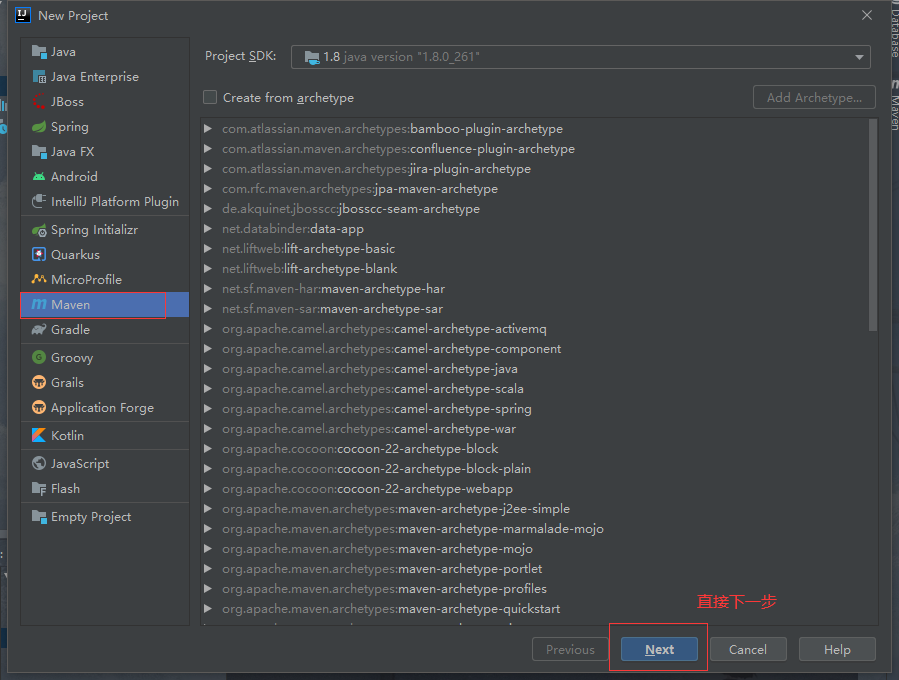 New Project
Java
Java Enterprise
JBoss
Spring
Java FX
Android
IntelliJ Platform Plugin
Spring Initializr
Quarkus
MicroProfile
Maven
Gradle
Groovy
Grails
Application Forge
Kotlin
JavaScript
Flash
Empty Project
Project SDK: 1.8 java version "1.8.0_261"
Create from archetype Add Archetype...
com.atlassian.maven.archetypes:bamboo-plugin-archetype
com.atlassian.maven.archetypes:confluence-plugin-archetype
com.atlassian.maven.archetypes:jira-plugin-archetype
com.rfc.maven.archetypes:jpa-maven-archetype
de.akquinet.jbosscc:jbosscc-seam-archetype
net.databinder:data-app
net.liftweb:lift-archetype-basic
net.liftweb:lift-archetype-blank
net.sf.maven-har:maven-archetype-har
net.sf.maven-sar:maven-archetype-sar
org.apache.camel.archetypes:camel-archetype-activemq
org.apache.camel.archetypes:camel-archetype-component
org.apache.camel.archetypes:camel-archetype-java
org.apache.camel.archetypes:camel-archetype-scala
org.apache.camel.archetypes:camel-archetype-spring
org.apache.camel.archetypes:camel-archetype-war
org.apache.cocoon:cocoon-22-archetype-block
org.apache.cocoon:cocoon-22-archetype-block-plain
org.apache.cocoon:cocoon-22-archetype-webapp
org.apache.maven.archetypes:maven-archetype-j2ee-simple
org.apache.maven.archetypes:maven-archetype-marmalade-mojo
org.apache.maven.archetypes:maven-archetype-mojo
org.apache.maven.archetypes:maven-archetype-portlet
org.apache.maven.archetypes:maven-archetype-profiles
org.apache.maven.archetypes:maven-archetype-quickstart
直接下一步
Previous Next Cancel Help
Database
Maven